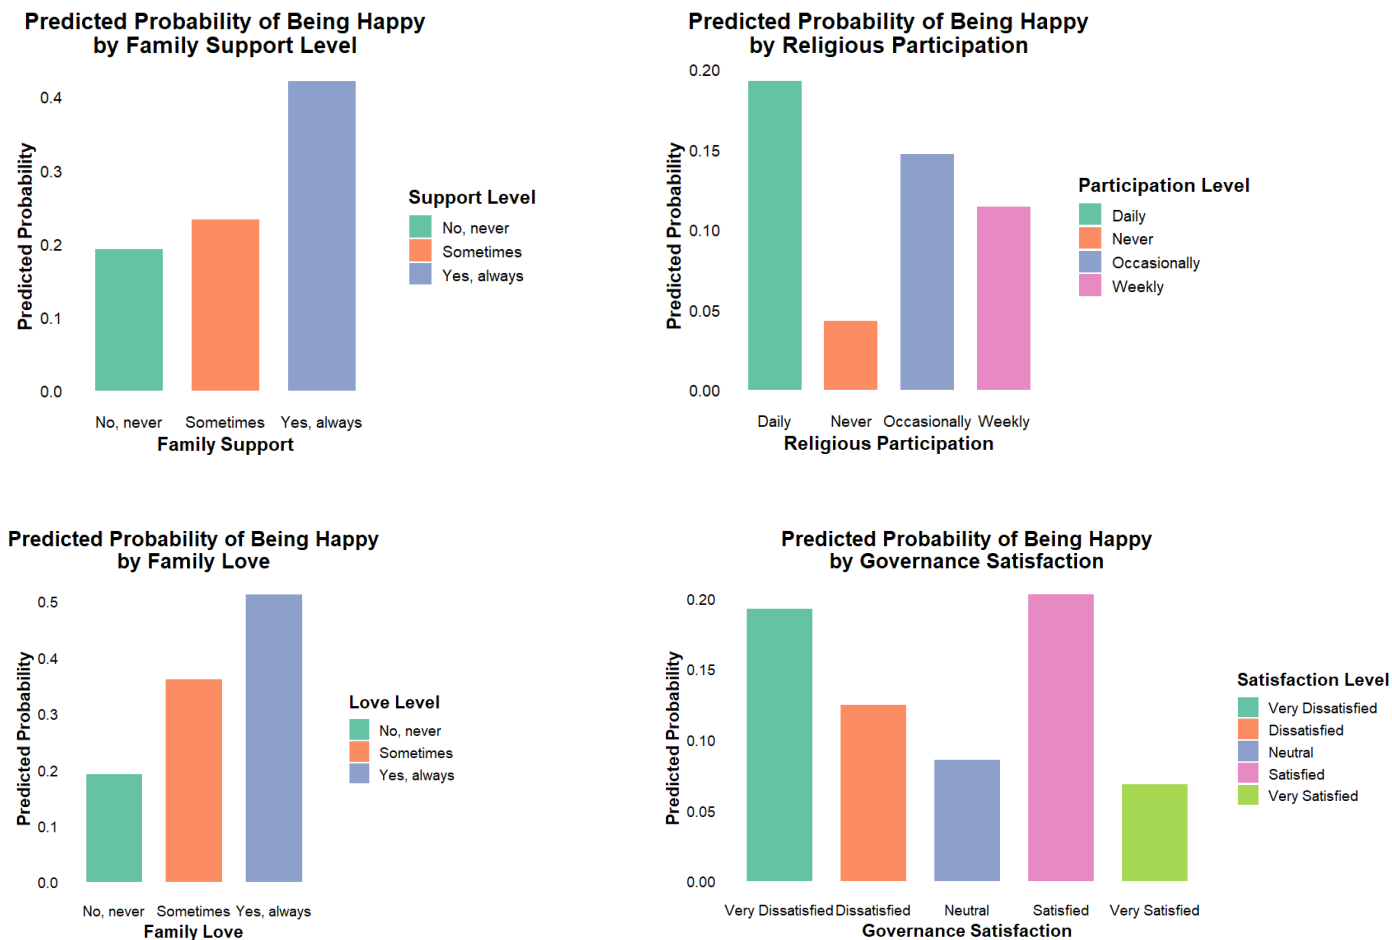 Predicted Probability of Being Happy
by Family Support Level
Predicted Probability
0.4
0.3
0.2
0.1
0.0
No, never
Sometimes
Yes, always
Family Support
Support Level
No, never
Sometimes
Yes, always
Predicted Probability of Being Happy
by Religious Participation
Predicted Probability
0.20
0.15
0.10
0.05
0.00
Daily
Never
Occasionally
Weekly
Religious Participation
Participation Level
Daily
Never
Occasionally
Weekly
Predicted Probability of Being Happy
by Family Love
Predicted Probability
0.5
0.4
0.3
0.2
0.1
0.0
No, never
Sometimes
Yes, always
Family Love
Love Level
No, never
Sometimes
Yes, always
Predicted Probability of Being Happy
by Governance Satisfaction
Predicted Probability
0.20
0.15
0.10
0.05
0.00
Very Dissatisfied
Dissatisfied
Neutral
Satisfied
Very Satisfied
Governance Satisfaction
Satisfaction Level
Very Dissatisfied
Dissatisfied
Neutral
Satisfied
Very Satisfied